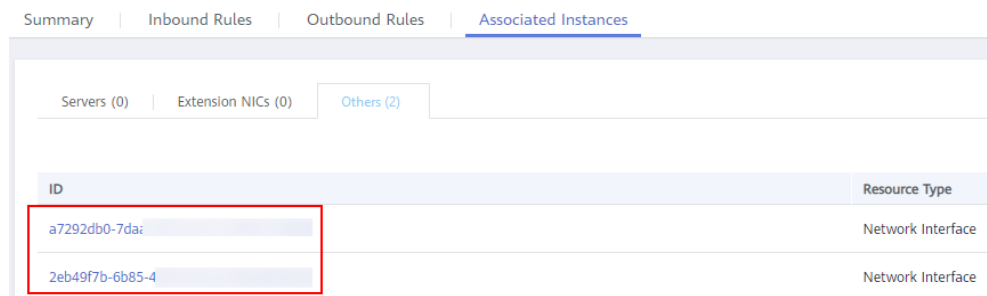 Summary Inbound Rules Outbound Rules Associated Instances
Servers (0) Extension NICs (0) Others (2)
ID Resource Type
a7292db0-7daa Network Interface
2eb49f7b-6b85-4 Network Interface